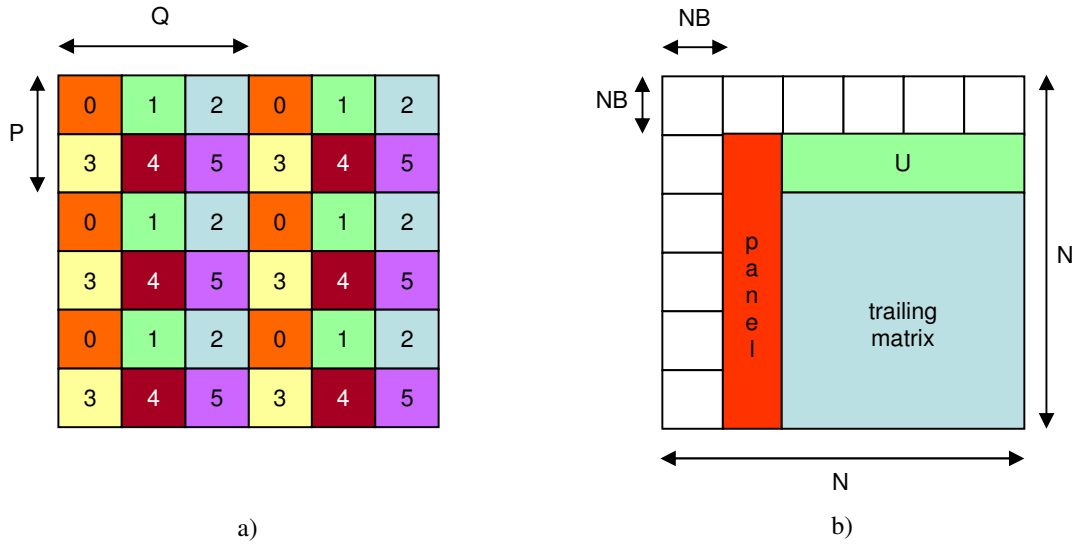 Q
P
0 1 2 0 1 2
3 4 5 3 4 5
0 1 2 0 1 2
3 4 5 3 4 5
0 1 2 0 1 2
3 4 5 3 4 5
a)
NB
NB
U
panel
trailing
matrix
N
N
b)